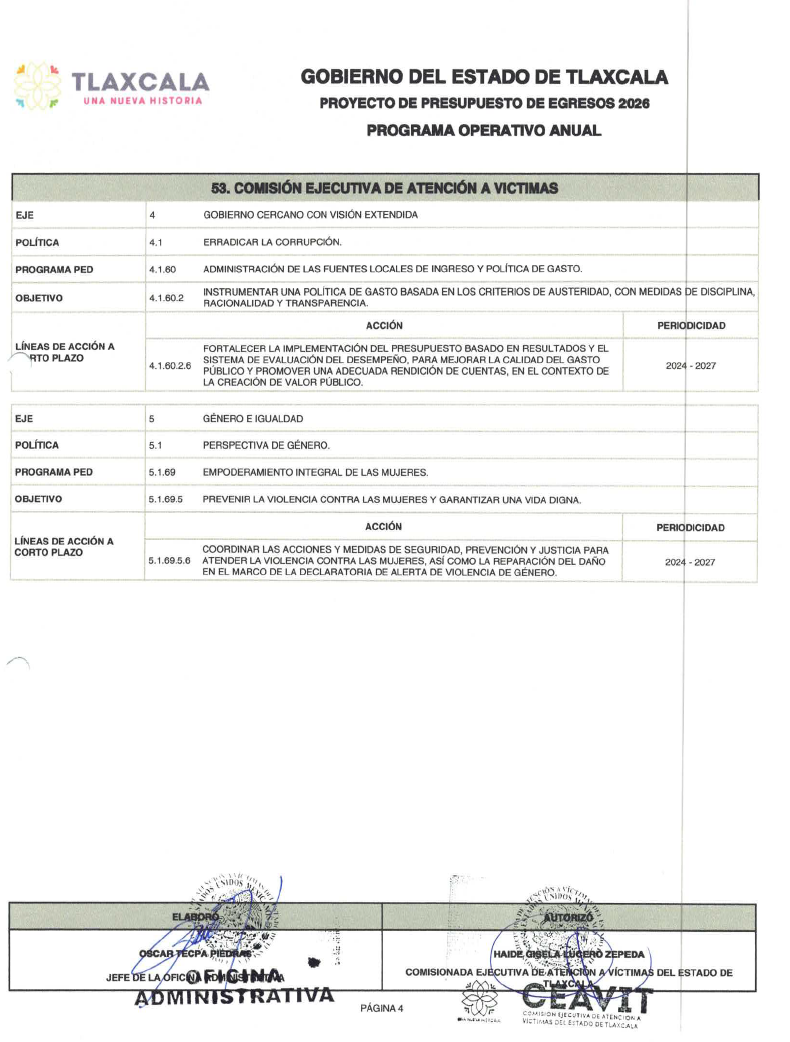 TLAXCALA
UNA NUEVA HISTORIA
GOBIERNO DEL ESTADO DE TLAXCALA
PROYECTO DE PRESUPUESTO DE EGRESOS 2026
PROGRAMA OPERATIVO ANUAL
53. COMISIÓN EJECUTIVA DE ATENCIÓN A VICTIMAS
EJE 4 GOBIERNO CERCANO CON VISIÓN EXTENDIDA
POLÍTICA 4.1 ERRADICAR LA CORRUPCIÓN.
PROGRAMA PED 4.1.60 ADMINISTRACIÓN DE LAS FUENTES LOCALES DE INGRESO Y POLÍTICA DE GASTO.
OBJETIVO 4.1.60.2 INSTRUMENTAR UNA POLÍTICA DE GASTO BASADA EN LOS CRITERIOS DE AUSTERIDAD, CON MEDIDAS DE DISCIPLINA,
RACIONALIDAD Y TRANSPARENCIA.
ACCIÓN PERIODICIDAD
LÍNEAS DE ACCIÓN A
CORTO PLAZO
4.1.60.2.6 FORTALECER LA IMPLEMENTACIÓN DEL PRESUPUESTO BASADO EN RESULTADOS Y EL
SISTEMA DE EVALUACIÓN DEL DESEMPEÑO, PARA MEJORAR LA CALIDAD DEL GASTO
PÚBLICO Y PROMOVER UNA ADECUADA RENDICIÓN DE CUENTAS, EN EL CONTEXTO DE
LA CREACIÓN DE VALOR PÚBLICO.
2024 - 2027
EJE 5 GÉNERO E IGUALDAD
POLÍTICA 5.1 PERSPECTIVA DE GÉNERO.
PROGRAMA PED 5.1.69 EMPODERAMIENTO INTEGRAL DE LAS MUJERES.
OBJETIVO 5.1.69.5 PREVENIR LA VIOLENCIA CONTRA LAS MUJERES Y GARANTIZAR UNA VIDA DIGNA.
ACCIÓN PERIODICIDAD
LÍNEAS DE ACCIÓN A
CORTO PLAZO
5.1.69.5.6 COORDINAR LAS ACCIONES Y MEDIDAS DE SEGURIDAD, PREVENCIÓN Y JUSTICIA PARA
ATENDER LA VIOLENCIA CONTRA LAS MUJERES, ASÍ COMO LA REPARACIÓN DEL DAÑO
EN EL MARCO DE LA DECLARATORIA DE ALERTA DE VIOLENCIA DE GÉNERO.
2024 - 2027
ELABORÓ AUTORIZÓ
OSCAR TECPA PIEDRAS
JEFE DE LA OFICINA ADMINISTRATIVA
OFICINA
ADMINISTRATIVA
HAIDE GISELA LUCERO ZEPEDA
COMISIONADA EJECUTIVA DE ATENCIÓN A VÍCTIMAS DEL ESTADO DE
TLAXCALA
CEAVIT
COMISIÓN EJECUTIVA DE ATENCIÓN A
VÍCTIMAS DEL ESTADO DE TLAXCALA
PÁGINA 4